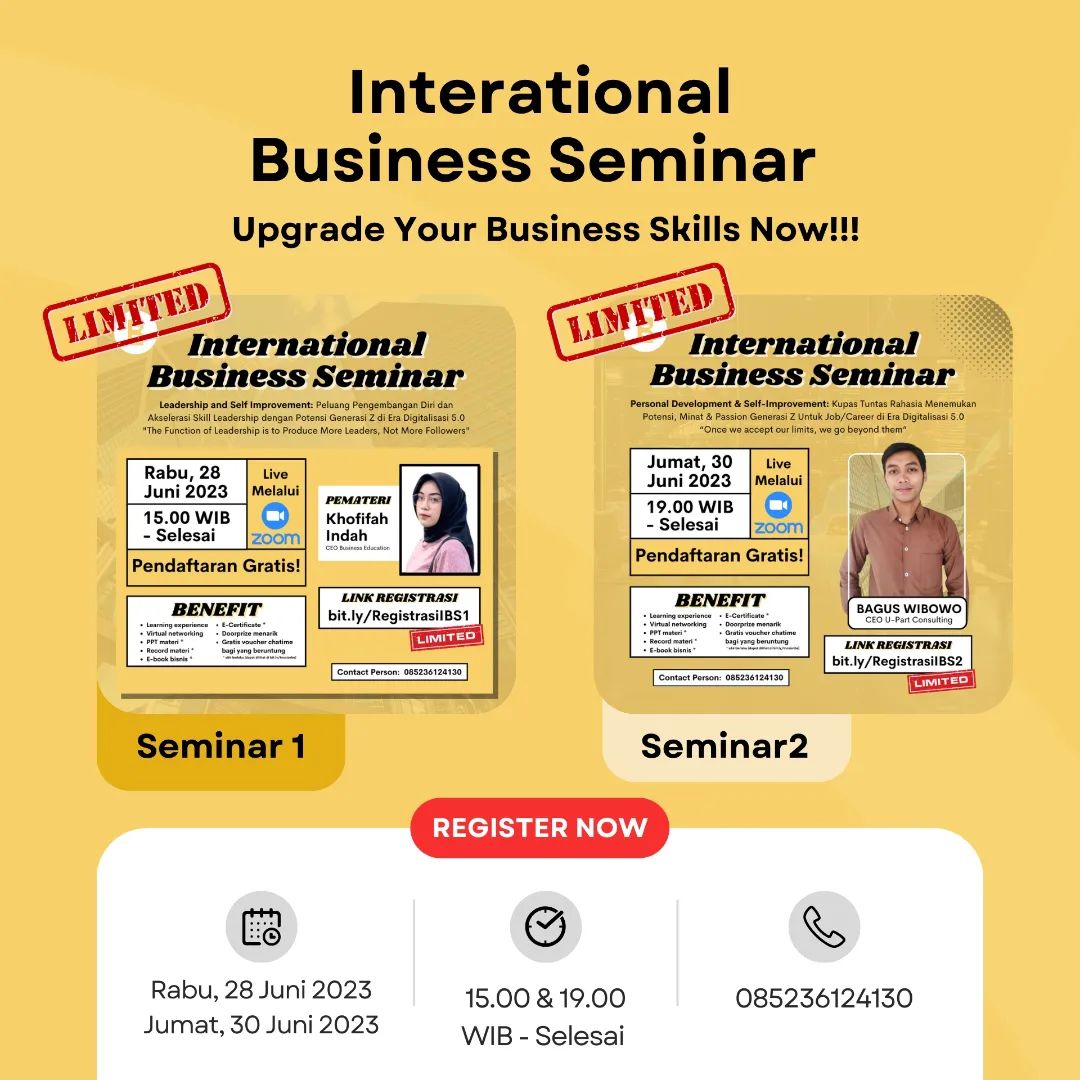 Interational
Business Seminar
Upgrade Your Business Skills Now!!!
LIMITED
International
Business Seminar
Leadership and Self Improvement: Peluang Pengembangan Diri dan
Akselerasi Skill Leadership dengan Potensi Generasi Z di Era Digitalisasi 5.0
"The Function of Leadership is to Produce More Leaders, Not More Followers"
Rabu, 28
Juni 2023
15.00 WIB
- Selesai
Live
Melalui
zoom
Pendaftaran Gratis!
PEMATERI
Khofifah
Indah
CEO Business Education
BENEFIT
• Learning experience
• Virtual networking
• PPT materi *
• Record materi *
• E-book bisnis *
• E-Certificate *
• Doorprize menarik
• Gratis voucher chatime
bagi yang beruntung
LINK REGISTRASI
bit.ly/RegistrasiIBS1
LIMITED
Contact Person: 085236124130
Seminar 1
LIMITED
International
Business Seminar
Personal Development & Self-Improvement: Kupas Tuntas Rahasia Menemukan
Potensi, Minat & Passion Generasi Z Untuk Job/Career di Era Digitalisasi 5.0
"Once we accept our limits, we go beyond them"
Jumat, 30
Juni 2023
19.00 WIB
- Selesai
Live
Melalui
zoom
Pendaftaran Gratis!
BENEFIT
• Learning experience
• Virtual networking
• PPT materi *
• Record materi *
• E-book bisnis *
• E-Certificate *
• Doorprize menarik
• Gratis voucher chatime
bagi yang beruntung
BAGUS WIBOWO
CEO U-Part Consulting
LINK REGISTRASI
bit.ly/RegistrasiIBS2
LIMITED
Contact Person: 085236124130
Seminar2
REGISTER NOW
Rabu, 28 Juni 2023
Jumat, 30 Juni 2023
15.00 & 19.00
WIB - Selesai
085236124130